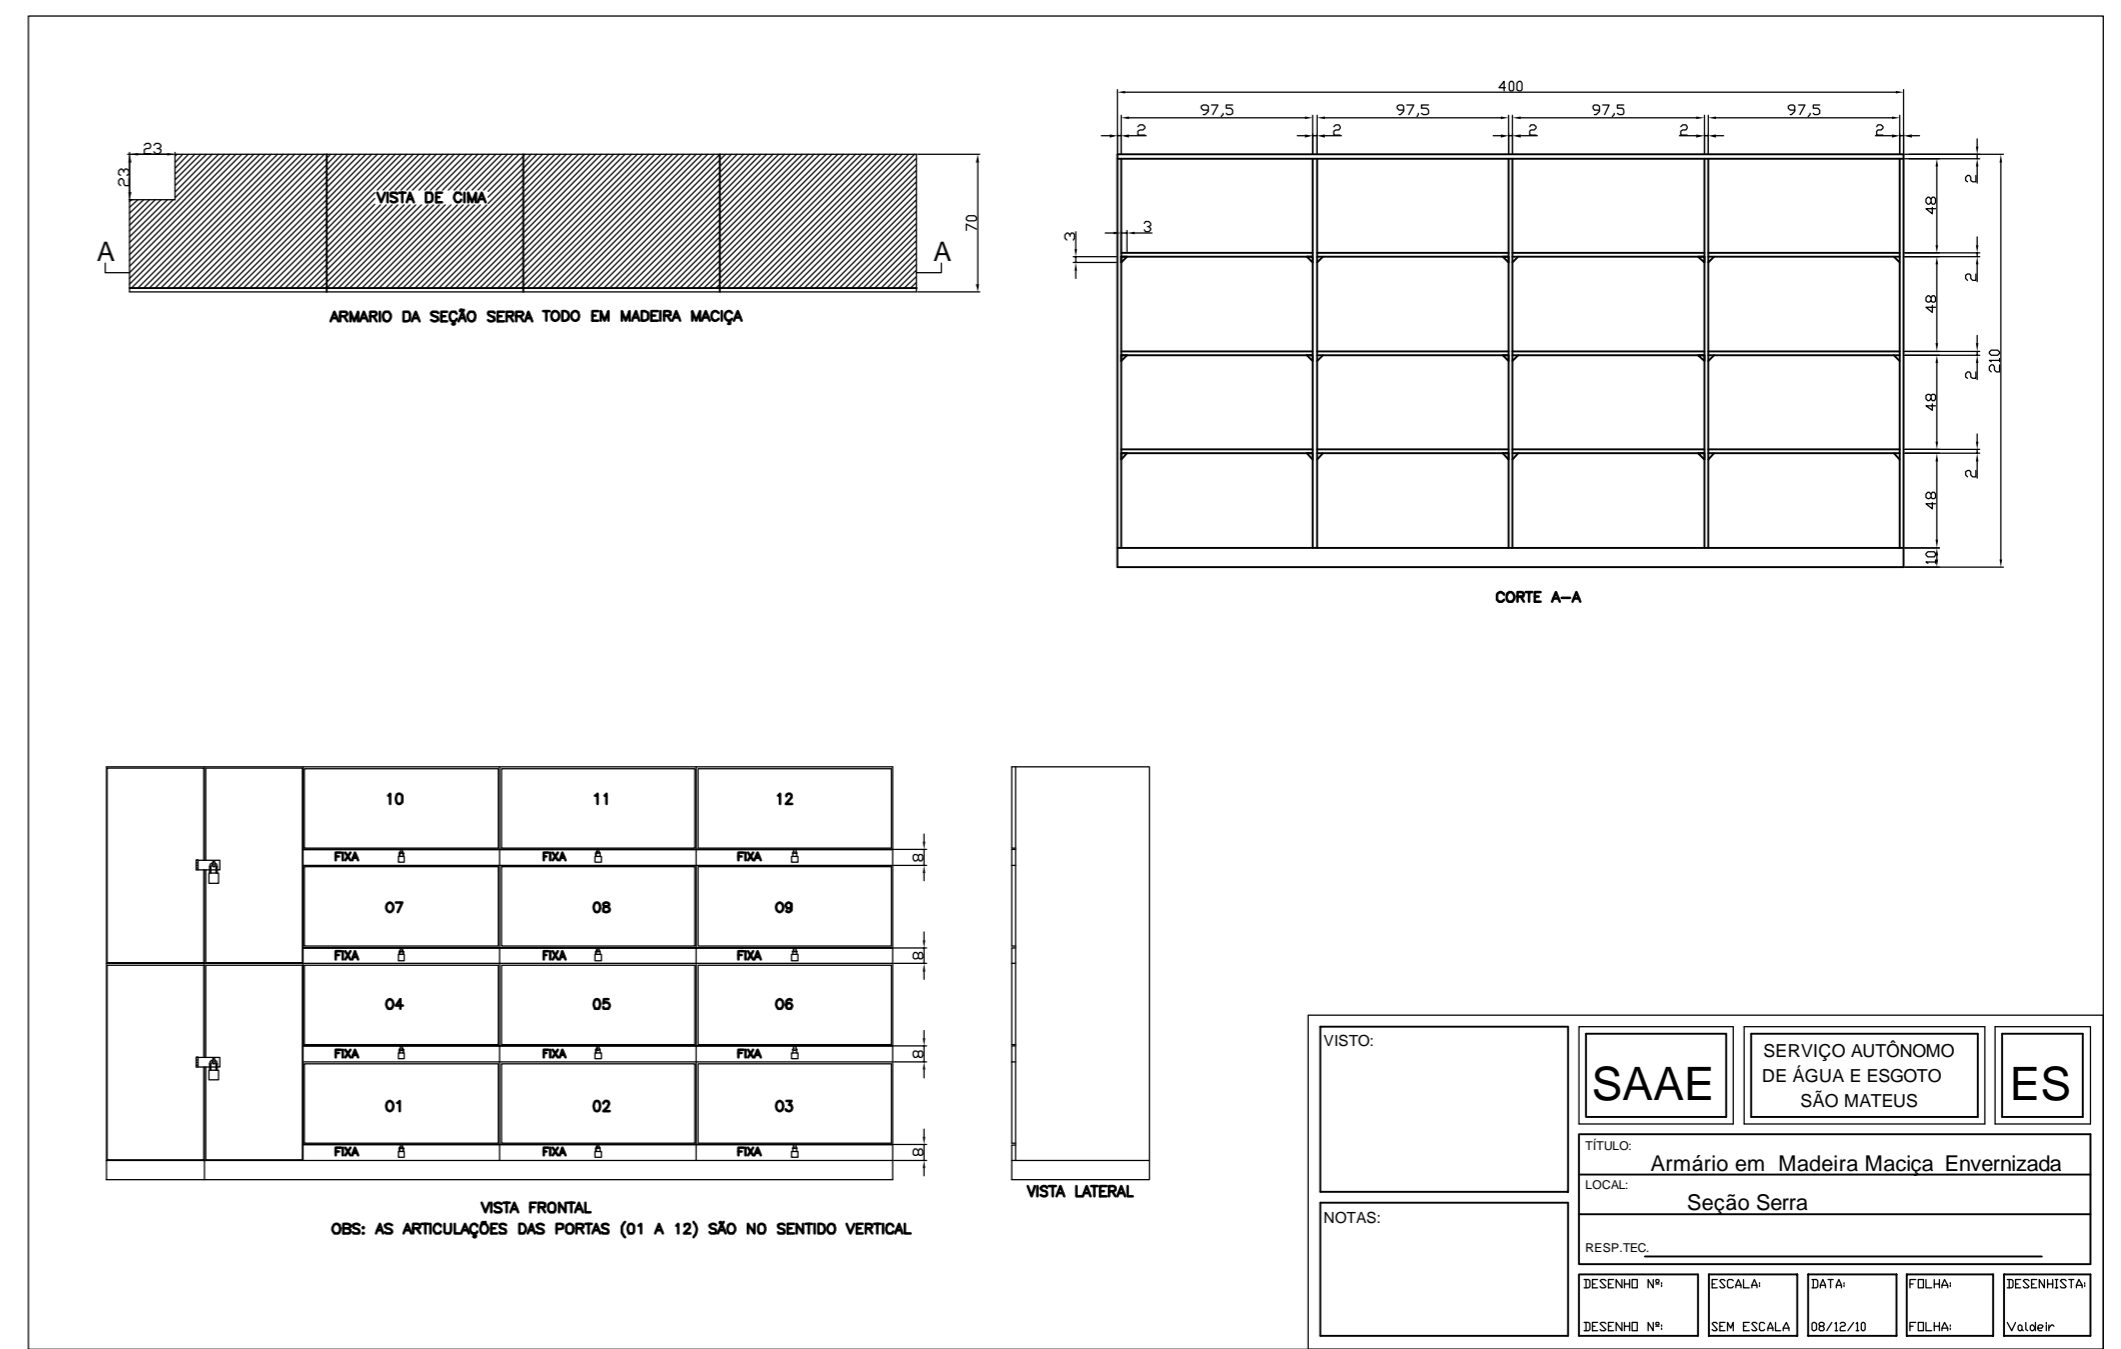 23
23
VISTA DE CIMA
A
A
70
ARMARIO DA SEÇÃO SERRA TODO EM MADEIRA MACIÇA
400
97,5 97,5 97,5 97,5
2 2 2 2 2
3
3
48
2
48
2
48
2
48
2
10
210
CORTE A-A
10 11 12
FIXA FIXA FIXA 8
07 08 09
FIXA FIXA FIXA 8
04 05 06
FIXA FIXA FIXA 8
01 02 03
FIXA FIXA FIXA 8
VISTA FRONTAL
OBS: AS ARTICULAÇÕES DAS PORTAS (01 A 12) SÃO NO SENTIDO VERTICAL
VISTA LATERAL
VISTO:
NOTAS:
SAAE
SERVIÇO AUTÔNOMO
DE ÁGUA E ESGOTO
SÃO MATEUS
ES
TÍTULO:
Armário em Madeira Maciça Envernizada
LOCAL:
Seção Serra
RESP.TEC.
DESENHO Nº: ESCALA: DATA: FOLHA: DESENHISTA:
DESENHO Nº: SEM ESCALA 08/12/10 FOLHA: Valdeir